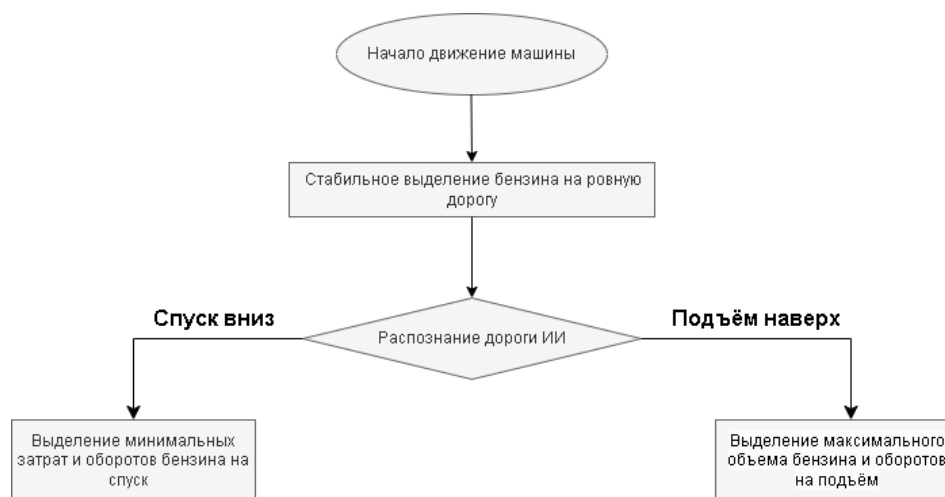 Начало движение машины
Стабильное выделение бензина на ровную
дорогу
Спуск вниз
Распознание дороги ИИ
Подъём наверх
Выделение минимальных
затрат и оборотов бензина на
спуск
Выделение максимального
объема бензина и оборотов
на подъём